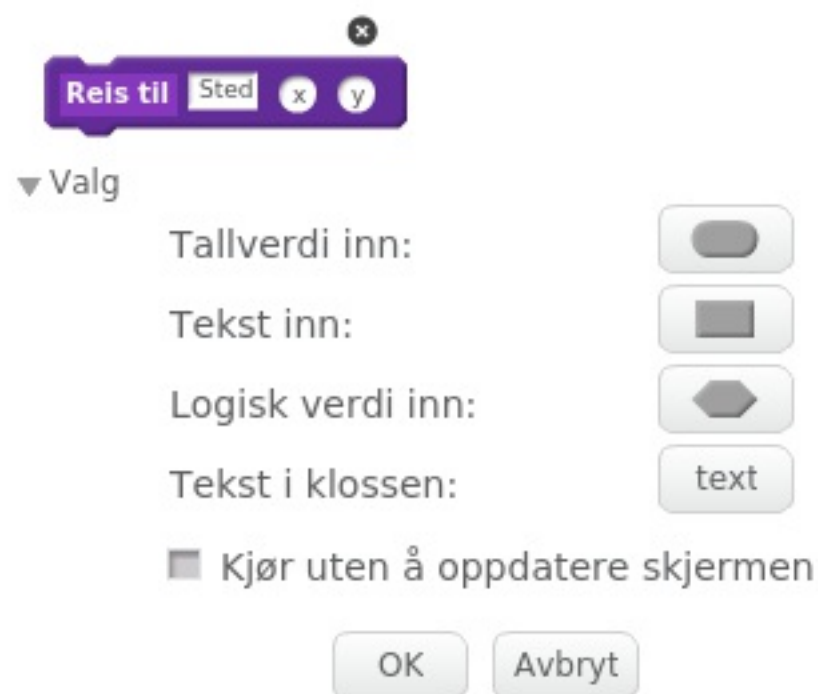 Reis til Sted x y
Valg
Tallverdi inn:
Tekst inn:
Logisk verdi inn:
Tekst i klossen: text
Kjør uten å oppdatere skjermen
OK Avbryt